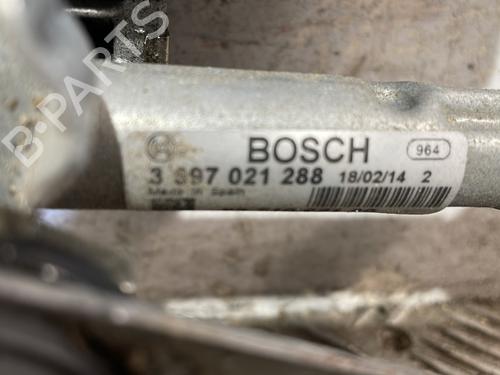 BOSCH
964
3 397 021 288 18/02/14 2
Made in Spain
B-PARTS